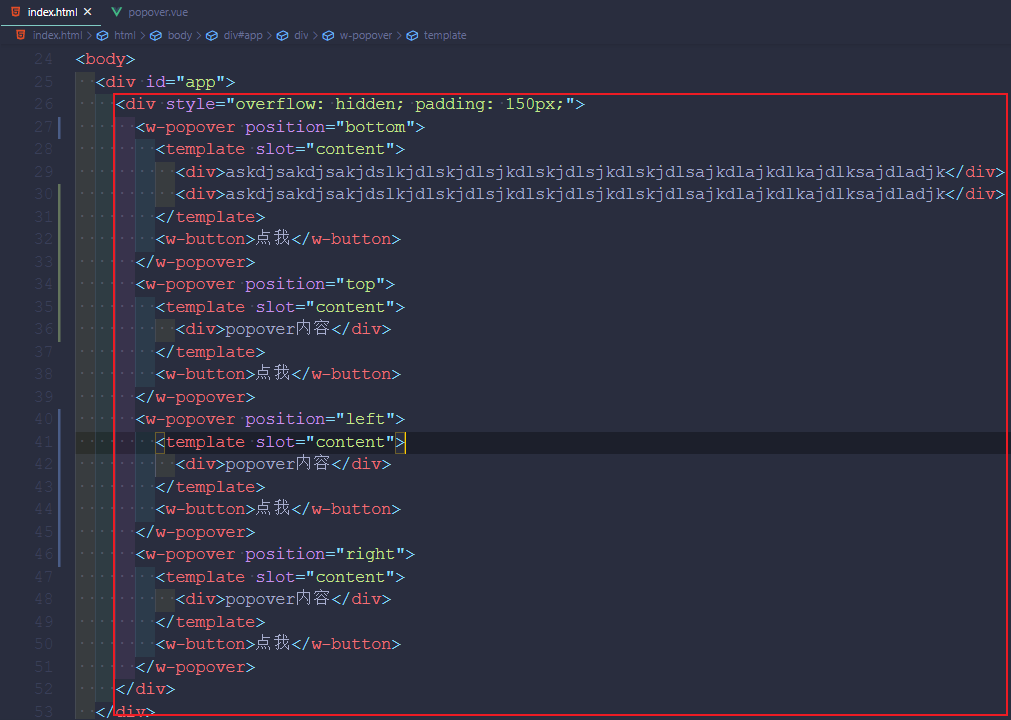 index.html ×
popover.vue
index.html > html > body > div#app > div > w-popover > template
24 <body>
25 <div id="app">
26 <div style="overflow: hidden; padding: 150px;">
27 <w-popover position="bottom">
28 <template slot="content">
29 <div>askdjsakdjsakjdslkjdlskjdlsjkdlskjdlsjkdlskjdlsajkdlajkdlkajdlksajdladjk</div>
30 <div>askdjsakdjsakjdslkjdlskjdlsjkdlskjdlsjkdlskjdlsajkdlajkdlkajdlksajdladjk</div>
31 </template>
32 <w-button>点我</w-button>
33 </w-popover>
34 <w-popover position="top">
35 <template slot="content">
36 <div>popover内容</div>
37 </template>
38 <w-button>点我</w-button>
39 </w-popover>
40 <w-popover position="left">
41 <template slot="content">
42 <div>popover内容</div>
43 </template>
44 <w-button>点我</w-button>
45 </w-popover>
46 <w-popover position="right">
47 <template slot="content">
48 <div>popover内容</div>
49 </template>
50 <w-button>点我</w-button>
51 </w-popover>
52 </div>
53 </div>